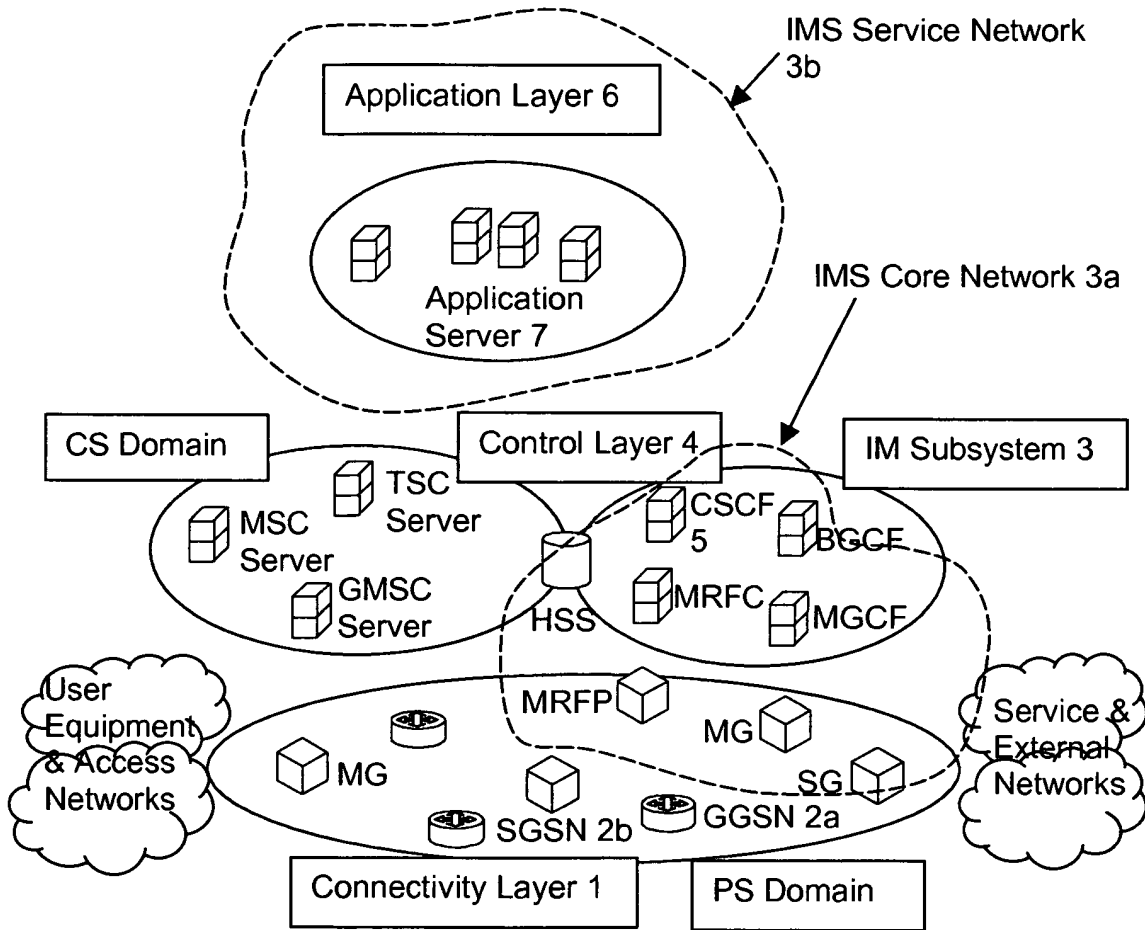 IMS Service Network
3b
Application Layer 6
Application
Server 7
IMS Core Network 3a
CS Domain
Control Layer 4
IM Subsystem 3
TSC
Server
MSC
Server
GMSC
Server
HSS
CSCF
5
BGCF
MRFC
MGCF
User
Equipment
& Access
Networks
MRFP
MG
MG
SG
SGSN 2b
GGSN 2a
Service &
External
Networks
Connectivity Layer 1
PS Domain